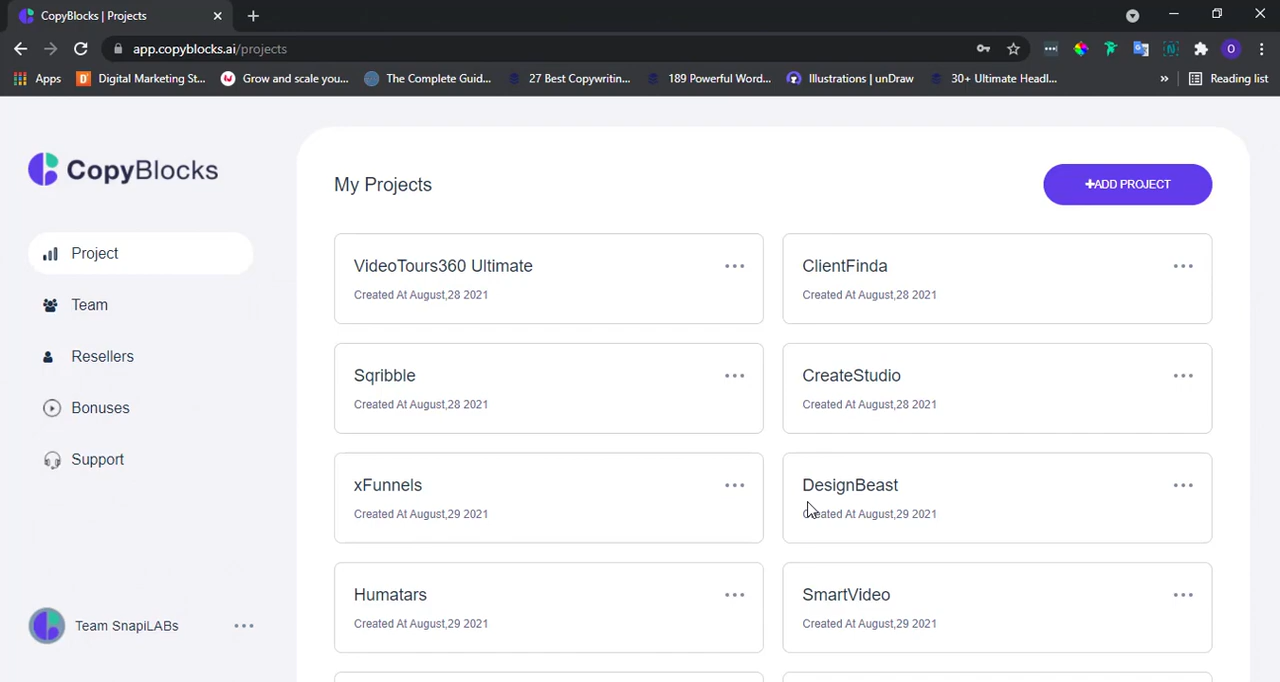 CopyBlocks | Projects
app.copyblocks.ai/projects
O
Apps
Digital Marketing St...
Grow and scale you...
The Complete Guid...
27 Best Copywritin...
189 Powerful Word...
Illustrations | unDraw
30+ Ultimate Headl...
»
Reading list
CopyBlocks
Project
Team
Resellers
Bonuses
Support
Team SnapiLABs
My Projects
+ADD PROJECT
VideoTours360 Ultimate
Created At August,28 2021
ClientFinda
Created At August,28 2021
Sqribble
Created At August,28 2021
CreateStudio
Created At August,28 2021
xFunnels
Created At August,29 2021
DesignBeast
Created At August,29 2021
Humatars
Created At August,29 2021
SmartVideo
Created At August,29 2021